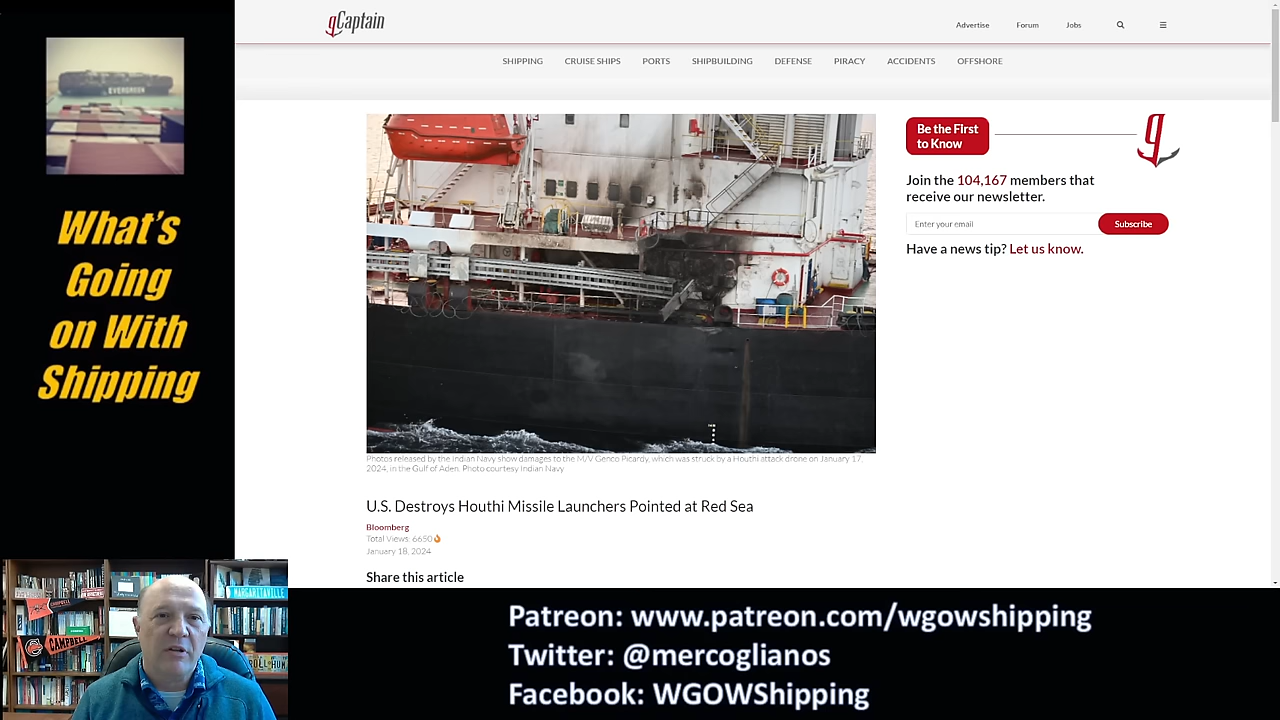 EVERGREEN
What's
Going
on With
Shipping
gCaptain
Advertise
Forum
Jobs
SHIPPING
CRUISE SHIPS
PORTS
SHIPBUILDING
DEFENSE
PIRACY
ACCIDENTS
OFFSHORE
Photos released by the Indian Navy show damages to the M/V Genco Picardy, which was struck by a Houthi attack drone on January 17,
2024, in the Gulf of Aden. Photo courtesy Indian Navy
U.S. Destroys Houthi Missile Launchers Pointed at Red Sea
Bloomberg
Total Views: 6650
January 18, 2024
Share this article
Be the First
to Know
g
Join the 104,167 members that
receive our newsletter.
Enter your email
Subscribe
Have a news tip? Let us know.
CAMPBELL
CAMPBELL
MARGARITAVILLE
Patreon: www.patreon.com/wgowshipping
Twitter: @mercoglianos
Facebook: WGOWShipping